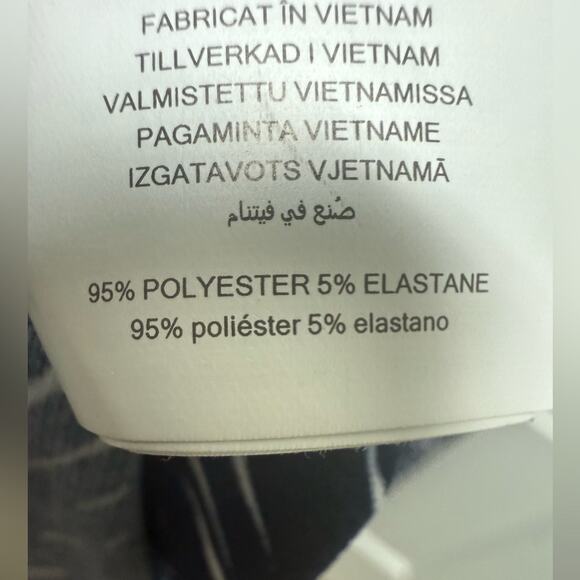 FABRICAT ÎN VIETNAM
TILLVERKAD I VIETNAM
VALMISTETTU VIETNAMISSA
PAGAMINTA VIETNAME
IZGATAVOTS VJETNAMĀ
صُنع في فيتنام
95% POLYESTER 5% ELASTANE
95% poliéster 5% elastano